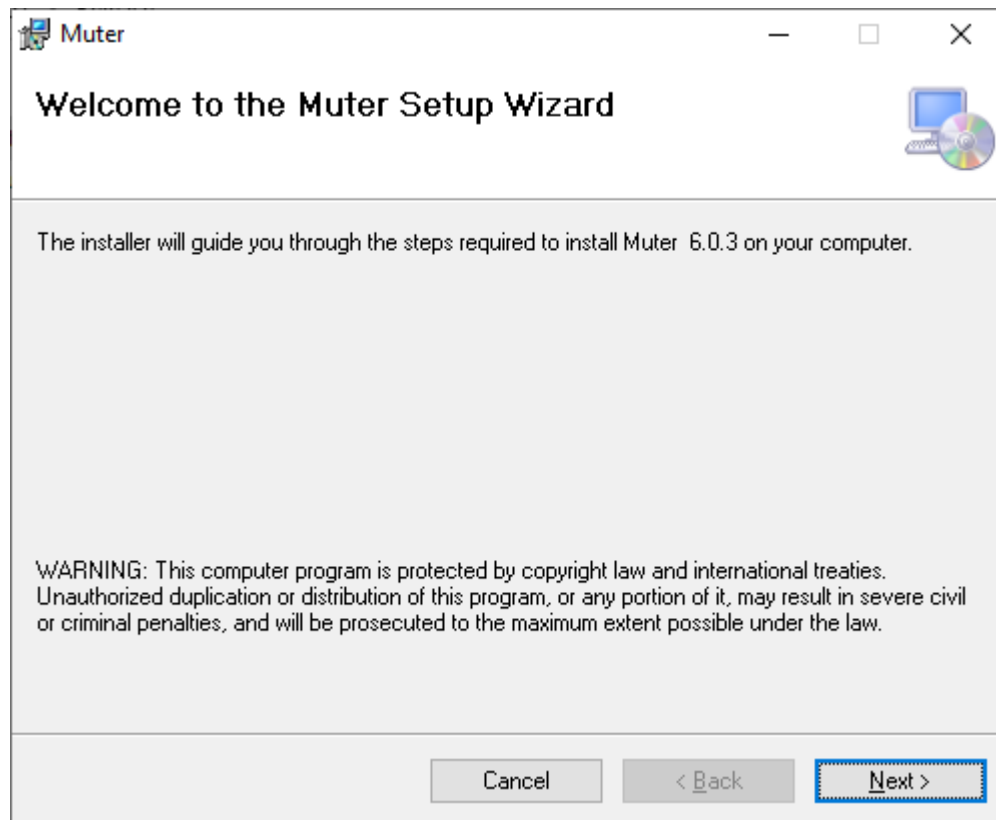 Muter
Welcome to the Muter Setup Wizard
The installer will guide you through the steps required to install Muter  6.0.3 on your computer.
WARNING: This computer program is protected by copyright law and international treaties.
Unauthorized duplication or distribution of this program, or any portion of it, may result in severe civil
or criminal penalties, and will be prosecuted to the maximum extent possible under the law.
Cancel
< Back
Next >